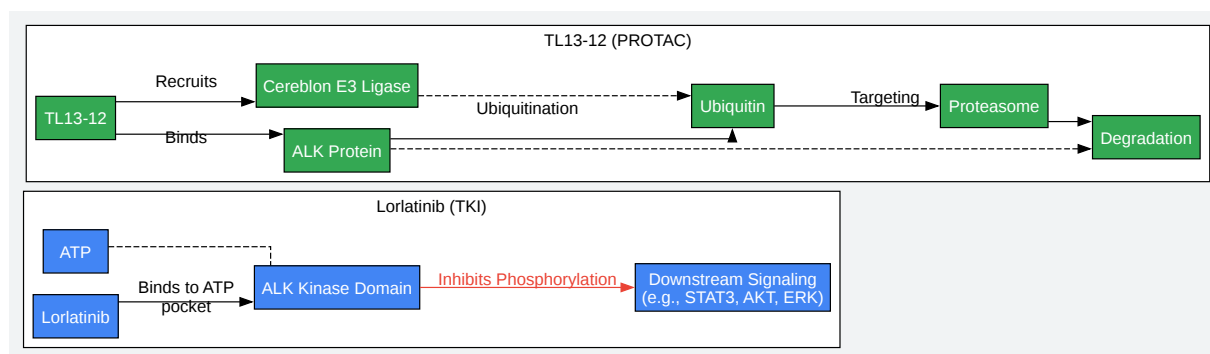 TL13-12 (PROTAC)
Recruits
Cereblon E3 Ligase
TL13-12
Ubiquitination
Ubiquitin
Targeting
Proteasome
Binds
ALK Protein
Degradation
Lorlatinib (TKI)
ATP
Binds to ATP
pocket
Lorlatinib
ALK Kinase Domain
Inhibits Phosphorylation
Downstream Signaling
(e.g., STAT3, AKT, ERK)